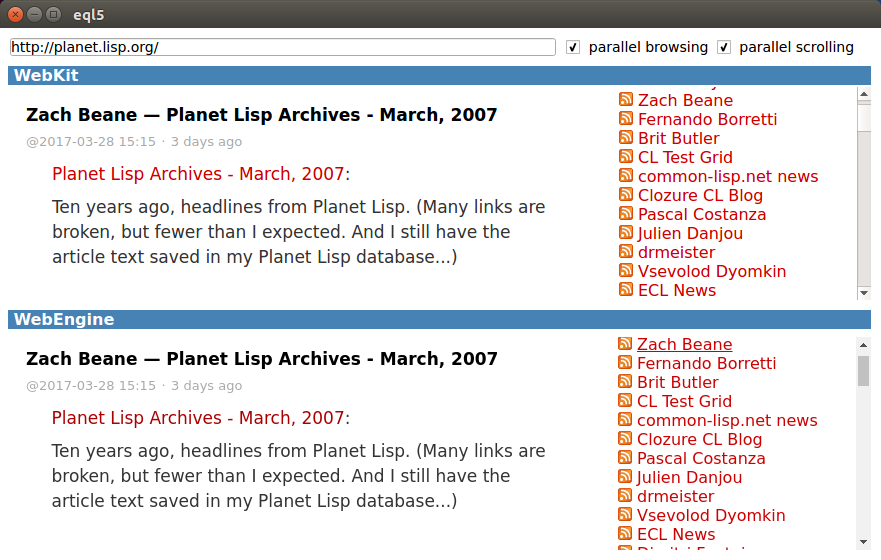 eql5
http://planet.lisp.org/ parallel browsing parallel scrolling
WebKit
Zach Beane — Planet Lisp Archives - March, 2007
@2017-03-28 15:15 · 3 days ago
Planet Lisp Archives - March, 2007:
Ten years ago, headlines from Planet Lisp. (Many links are
broken, but fewer than I expected. And I still have the
article text saved in my Planet Lisp database...)
Zach Beane
Fernando Borretti
Brit Butler
CL Test Grid
common-lisp.net news
Clozure CL Blog
Pascal Costanza
Julien Danjou
drmeister
Vsevolod Dyomkin
ECL News
WebEngine
Zach Beane — Planet Lisp Archives - March, 2007
@2017-03-28 15:15 · 3 days ago
Planet Lisp Archives - March, 2007:
Ten years ago, headlines from Planet Lisp. (Many links are
broken, but fewer than I expected. And I still have the
article text saved in my Planet Lisp database...)
Zach Beane
Fernando Borretti
Brit Butler
CL Test Grid
common-lisp.net news
Clozure CL Blog
Pascal Costanza
Julien Danjou
drmeister
Vsevolod Dyomkin
ECL News